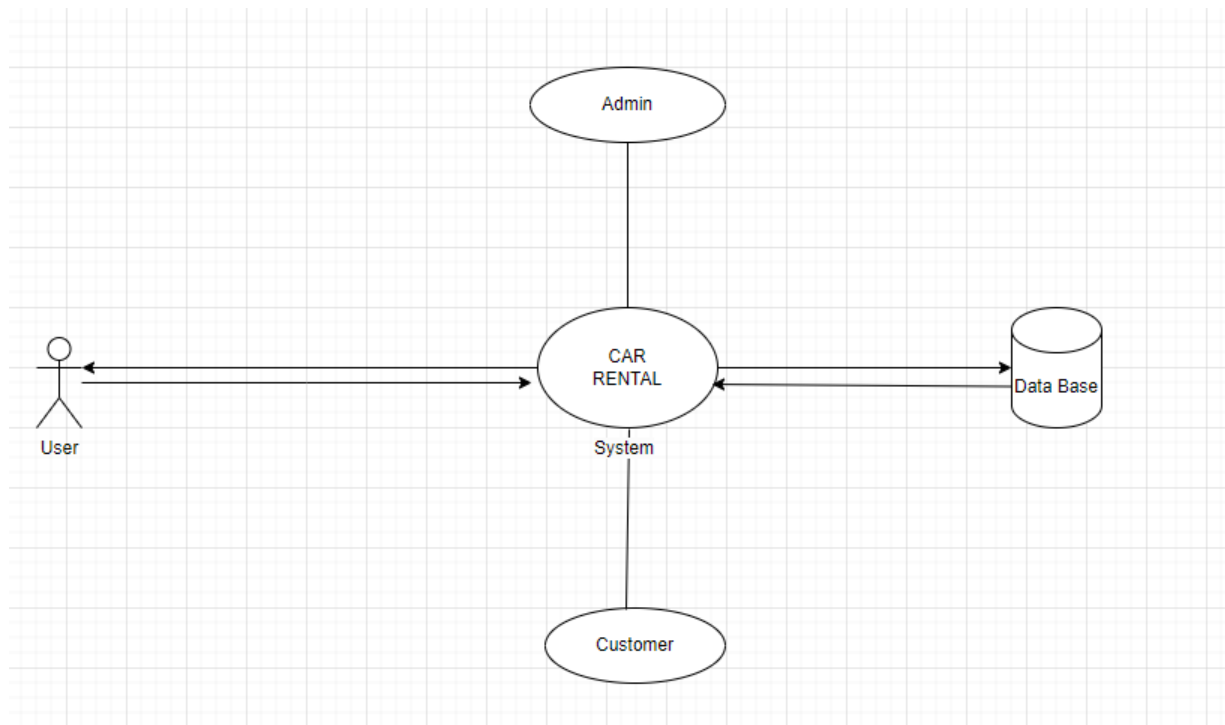 Admin
CAR
RENTAL
Data Base
User
System
Customer